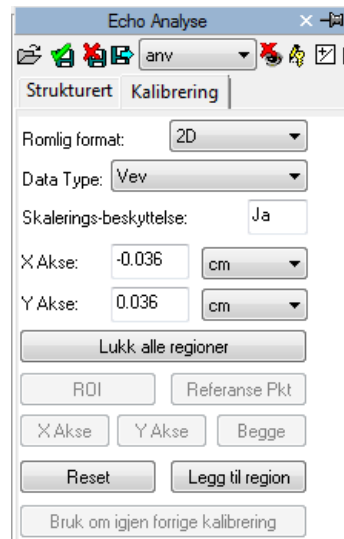 Echo Analyse
anv
Strukturert Kalibrering
Romlig format: 2D
Data Type: Vev
Skalerings-beskyttelse: Ja
X Akse: -0.036 cm
Y Akse: 0.036 cm
Lukk alle regioner
ROI Referanse Pkt
X Akse Y Akse Begge
Reset Legg til region
Bruk om igjen forrige kalibrering